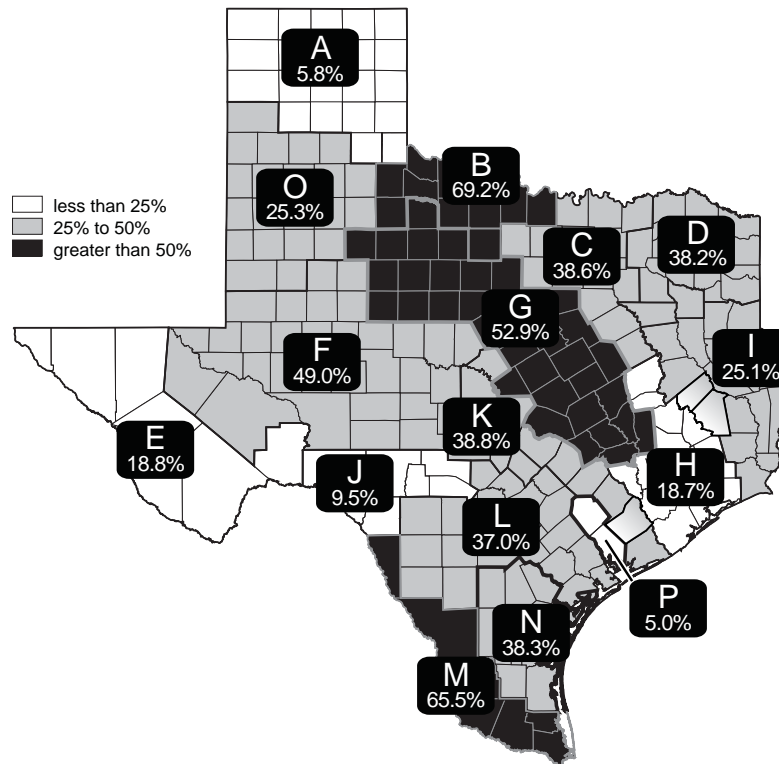 A
5.8%
B
69.2%
less than 25%
25% to 50%
greater than 50%
O
25.3%
C
38.6%
D
38.2%
G
52.9%
F
49.0%
I
25.1%
K
38.8%
E
18.8%
J
9.5%
H
18.7%
L
37.0%
P
5.0%
N
38.3%
M
65.5%